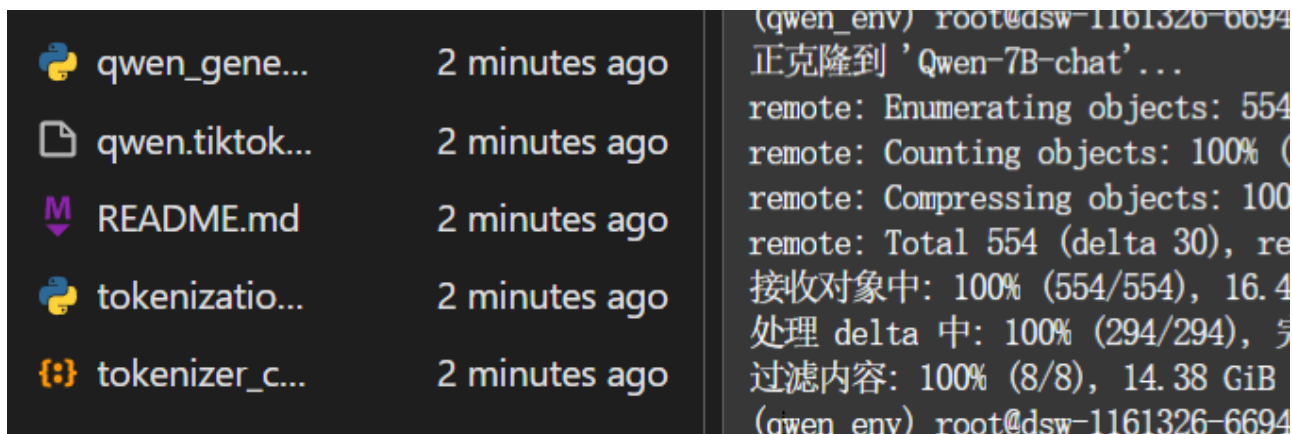 qwen_gene... 2 minutes ago
qwen.tiktok... 2 minutes ago
README.md 2 minutes ago
tokenizatio... 2 minutes ago
tokenizer_c... 2 minutes ago
(qwen_env) root@dsw-1161326-6694
正克隆到 'Qwen-7B-chat'...
remote: Enumerating objects: 554
remote: Counting objects: 100% (
remote: Compressing objects: 100
remote: Total 554 (delta 30), re
接收对象中: 100% (554/554), 16.4
处理 delta 中: 100% (294/294), 完
过滤内容: 100% (8/8), 14.38 GiB
(qwen_env) root@dsw-1161326-6694